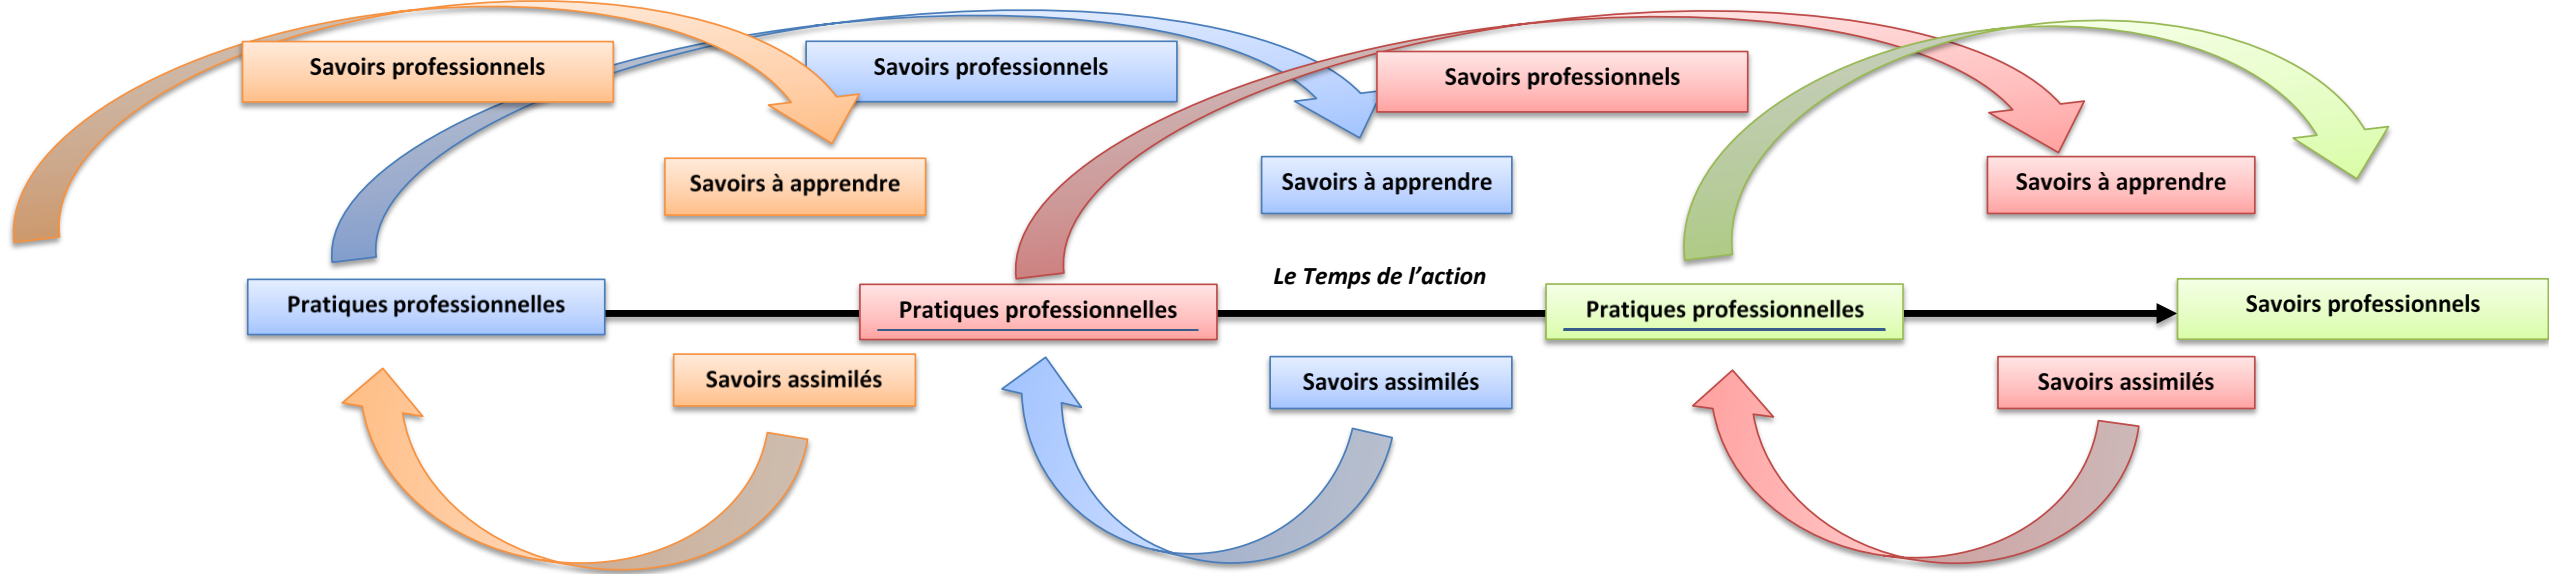 Savoirs professionnels
Savoirs professionnels
Savoirs professionnels
Savoirs à apprendre
Savoirs à apprendre
Savoirs à apprendre
Le Temps de l’action
Pratiques professionnelles
Pratiques professionnelles
Pratiques professionnelles
Savoirs professionnels
Savoirs assimilés
Savoirs assimilés
Savoirs assimilés